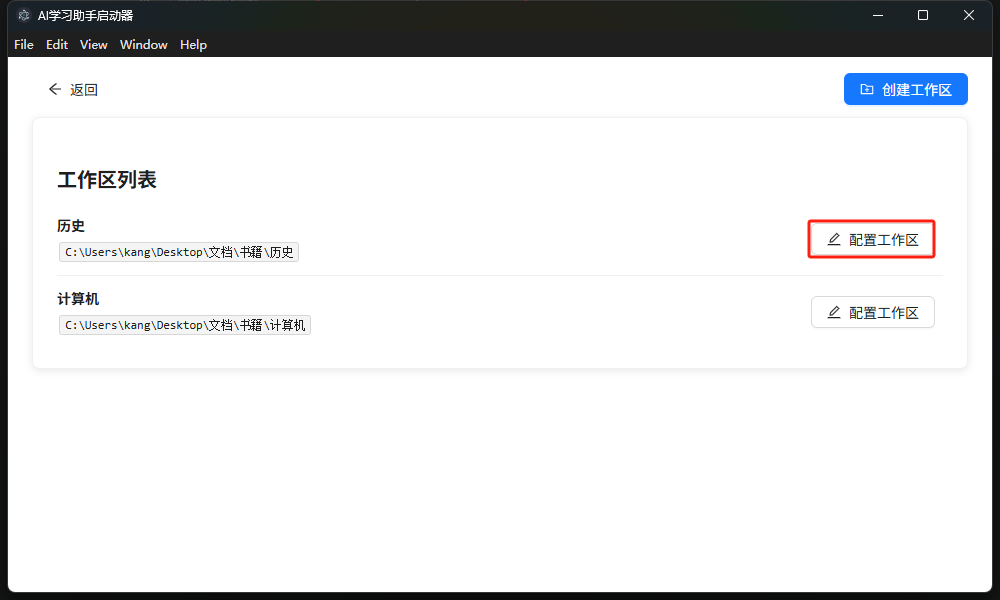 AI学习助手启动器
File Edit View Window Help
返回
创建工作区
工作区列表
历史
C:\Users\kang\Desktop\文档\书籍\历史
配置工作区
计算机
C:\Users\kang\Desktop\文档\书籍\计算机
配置工作区